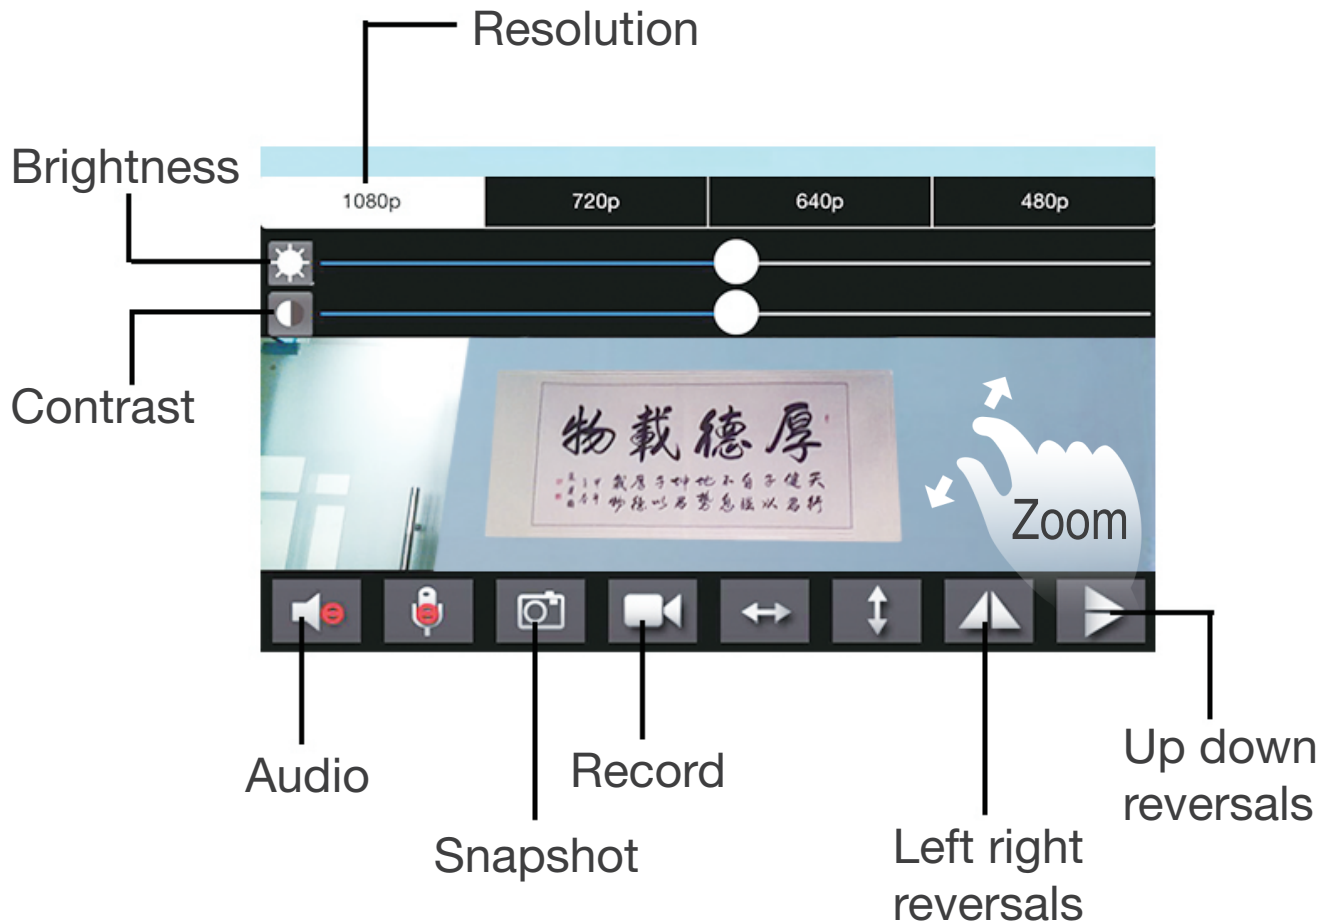 Resolution
Brightness
1080p 720p 640p 480p
Contrast
物載德厚
Zoom
Audio
Record
Snapshot
Left right
reversals
Up down
reversals